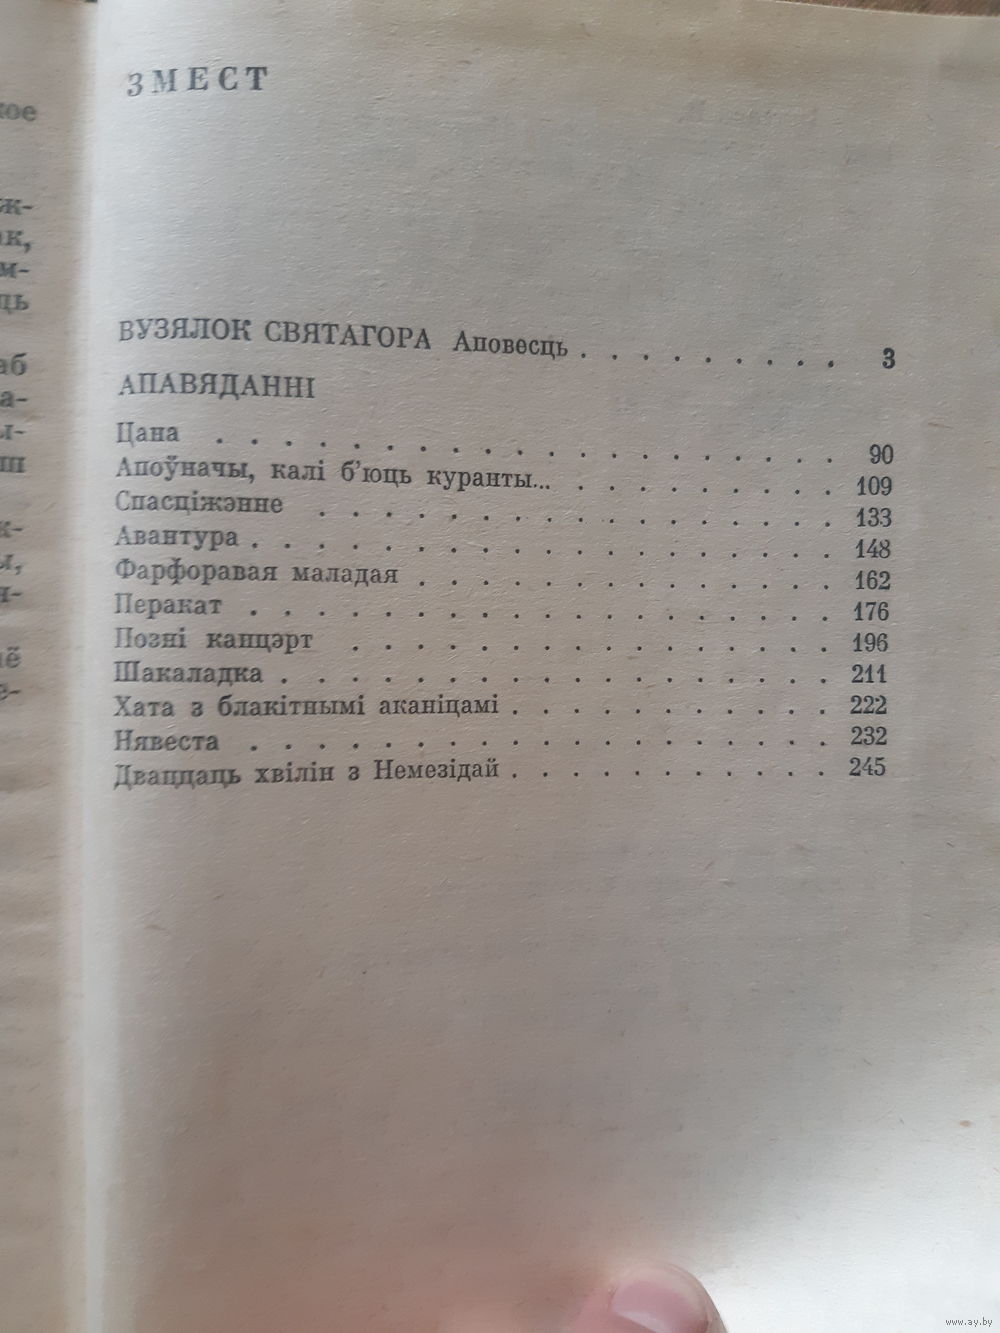 ЗМЕСТ
ВУЗЯЛОК СВЯТАГОРА Аповесць . . . . . . . . . 3
АПАВЯДАННІ
Цана . . . . . . . . . . . . . . . . . . . 90
Апоўначы, калі б’юць куранты... . . . . . . . . . 109
Спасціжэнне . . . . . . . . . . . . . . . . 133
Авантура . . . . . . . . . . . . . . . . . . 148
Фарфоравая маладая . . . . . . . . . . . . . 162
Перакат . . . . . . . . . . . . . . . . . . 176
Позні канцэрт . . . . . . . . . . . . . . . 196
Шакаладка . . . . . . . . . . . . . . . . . 211
Хата з блакітнымі аканіцамі . . . . . . . . . . 222
Нявеста . . . . . . . . . . . . . . . . . . 232
Дваццаць хвілін з Немезідай . . . . . . . . . . 245
www.ay.by